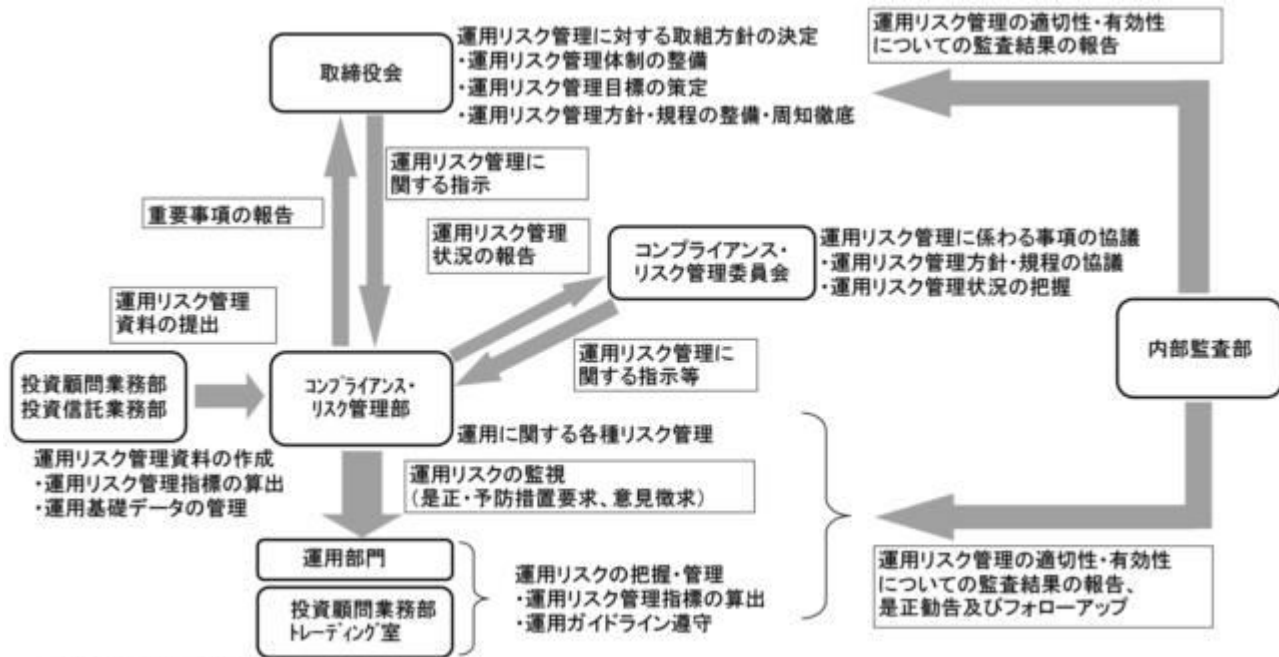 運用リスク管理に対する取組方針の決定
・運用リスク管理体制の整備
・運用リスク管理目標の策定
・運用リスク管理方針・規程の整備・周知徹底
取締役会
運用リスク管理の適切性・有効性
についての監査結果の報告
運用リスク管理に
関する指示
重要事項の報告
運用リスク管理
状況の報告
コンプライアンス・
リスク管理委員会
運用リスク管理に係わる事項の協議
・運用リスク管理方針・規程の協議
・運用リスク管理状況の把握
運用リスク管理
資料の提出
内部監査部
運用リスク管理に
関する指示等
投資顧問業務部
投資信託業務部
コンプライアンス・
リスク管理部
運用に関する各種リスク管理
運用リスク管理資料の作成
・運用リスク管理指標の算出
・運用基礎データの管理
運用リスクの監視
（是正・予防措置要求、意見徴求）
運用部門
投資顧問業務部
トレーディング室
運用リスクの把握・管理
・運用リスク管理指標の算出
・運用ガイドライン遵守
運用リスク管理の適切性・有効性
についての監査結果の報告、
是正勧告及びフォローアップ